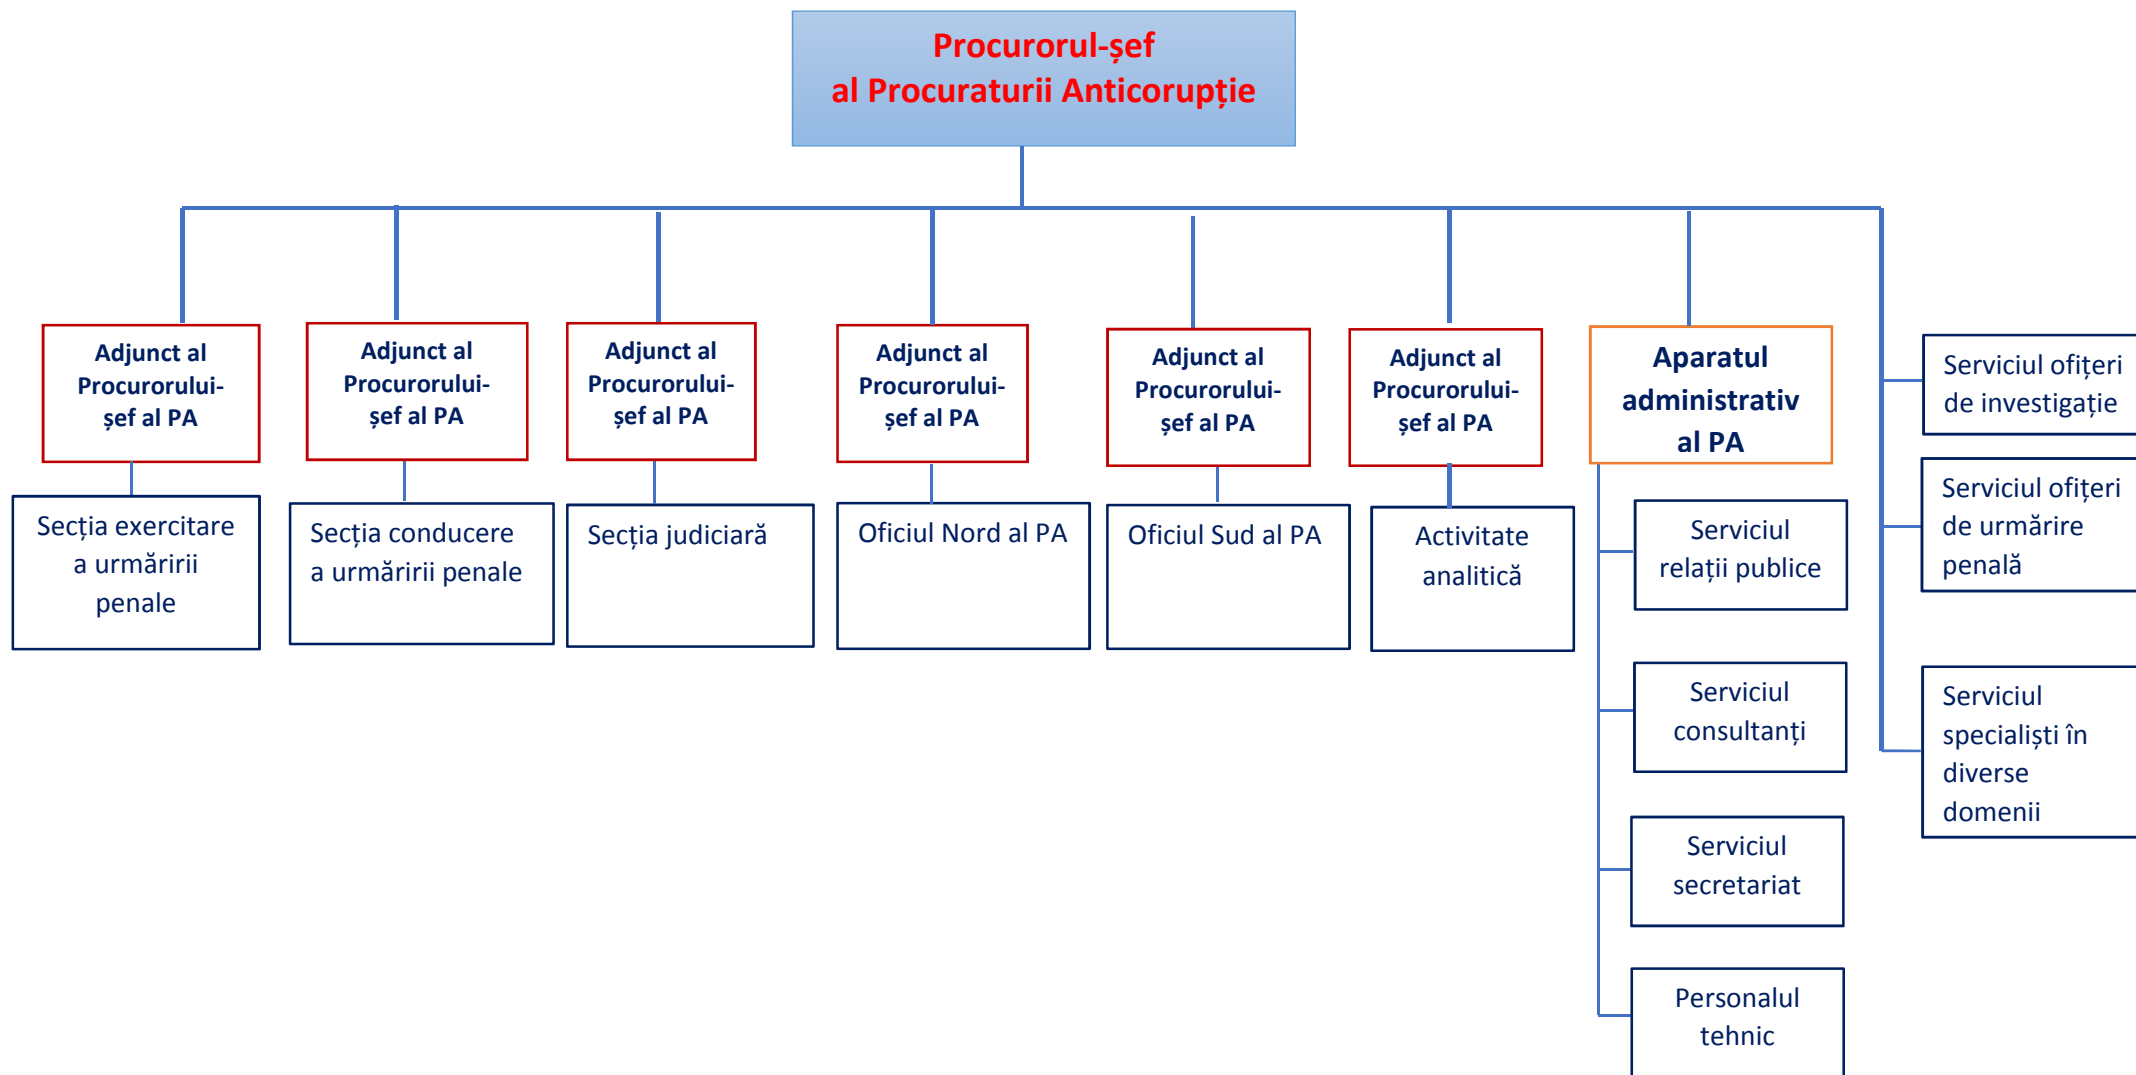 Procurorul-șef
al Procuraturii Anticorupție
Adjunct al
Procurorului-
șef al PA
Adjunct al
Procurorului-
șef al PA
Adjunct al
Procurorului-
șef al PA
Adjunct al
Procurorului-
șef al PA
Adjunct al
Procurorului-
șef al PA
Adjunct al
Procurorului-
șef al PA
Aparatul
administrativ
al PA
Serviciul ofițeri
de investigație
Secția exercitare
a urmăririi
penale
Secția conducere
a urmăririi penale
Secția judiciară
Oficiul Nord al PA
Oficiul Sud al PA
Activitate
analitică
Serviciul
relații publice
Serviciul ofițeri
de urmărire
penală
Serviciul
consultanți
Serviciul
specialiști în
diverse
domenii
Serviciul
secretariat
Personalul
tehnic